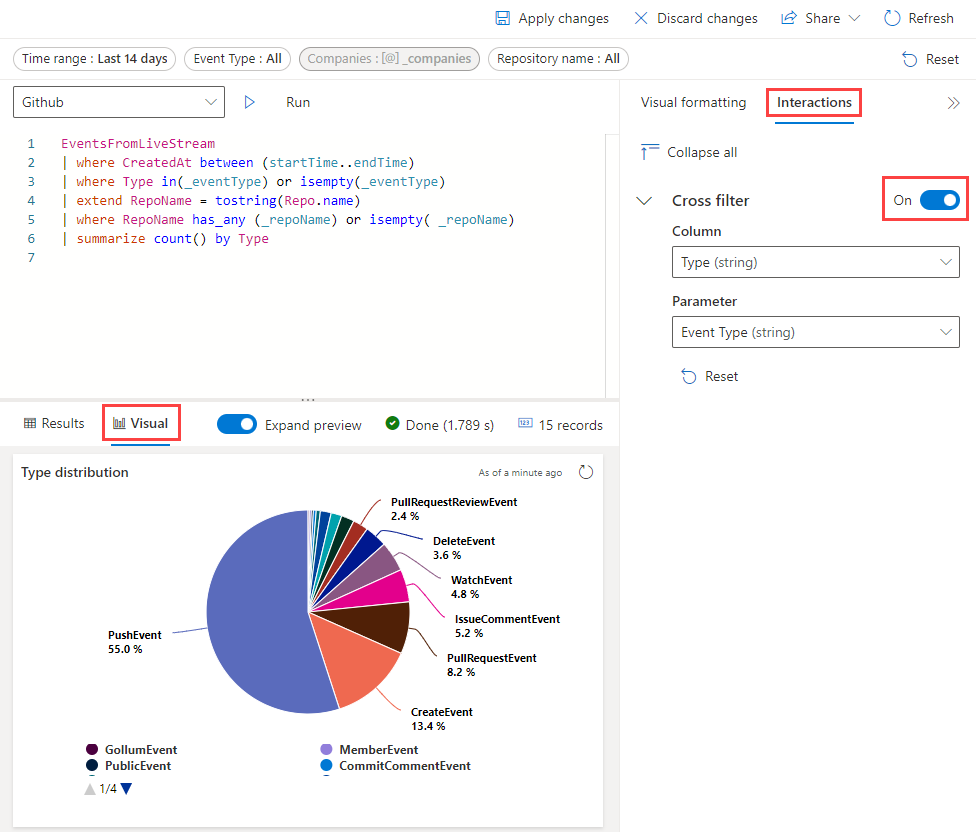 Apply changes Discard changes Share Refresh
Time range : Last 14 days Event Type : All Companies : [@] _companies Repository name : All Reset
Github Run Visual formatting Interactions
Collapse all
1 EventsFromLiveStream
2 | where CreatedAt between (startTime..endTime)
3 | where Type in(_eventType) or isempty(_eventType)
4 | extend RepoName = tostring(Repo.name)
5 | where RepoName has_any (_repoName) or isempty( _repoName)
6 | summarize count() by Type
7
Cross filter On
Column
Type (string)
Parameter
Event Type (string)
Reset
Results Visual Expand preview Done (1.789 s) 123 15 records
Type distribution As of a minute ago
PullRequestReviewEvent
2.4 %
DeleteEvent
3.6 %
WatchEvent
4.8 %
IssueCommentEvent
5.2 %
PushEvent
55.0 %
PullRequestEvent
8.2 %
CreateEvent
13.4 %
GollumEvent MemberEvent
PublicEvent CommitCommentEvent
1/4